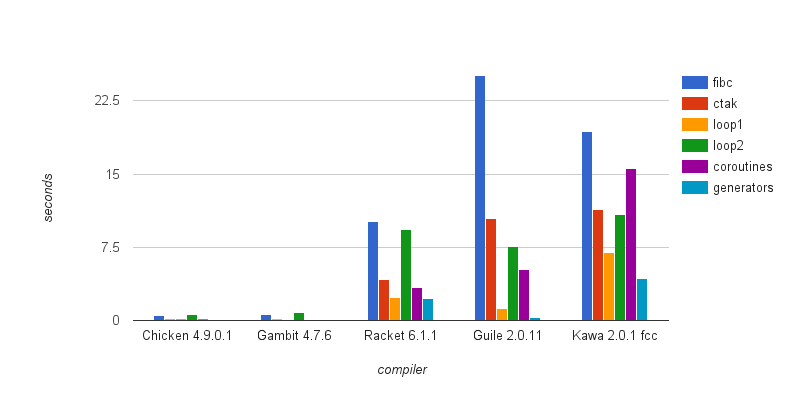 22.5
15
7.5
0
seconds
Chicken 4.9.0.1
Gambit 4.7.6
Racket 6.1.1
Guile 2.0.11
Kawa 2.0.1 fcc
compiler
fibc
ctak
loop1
loop2
coroutines
generators